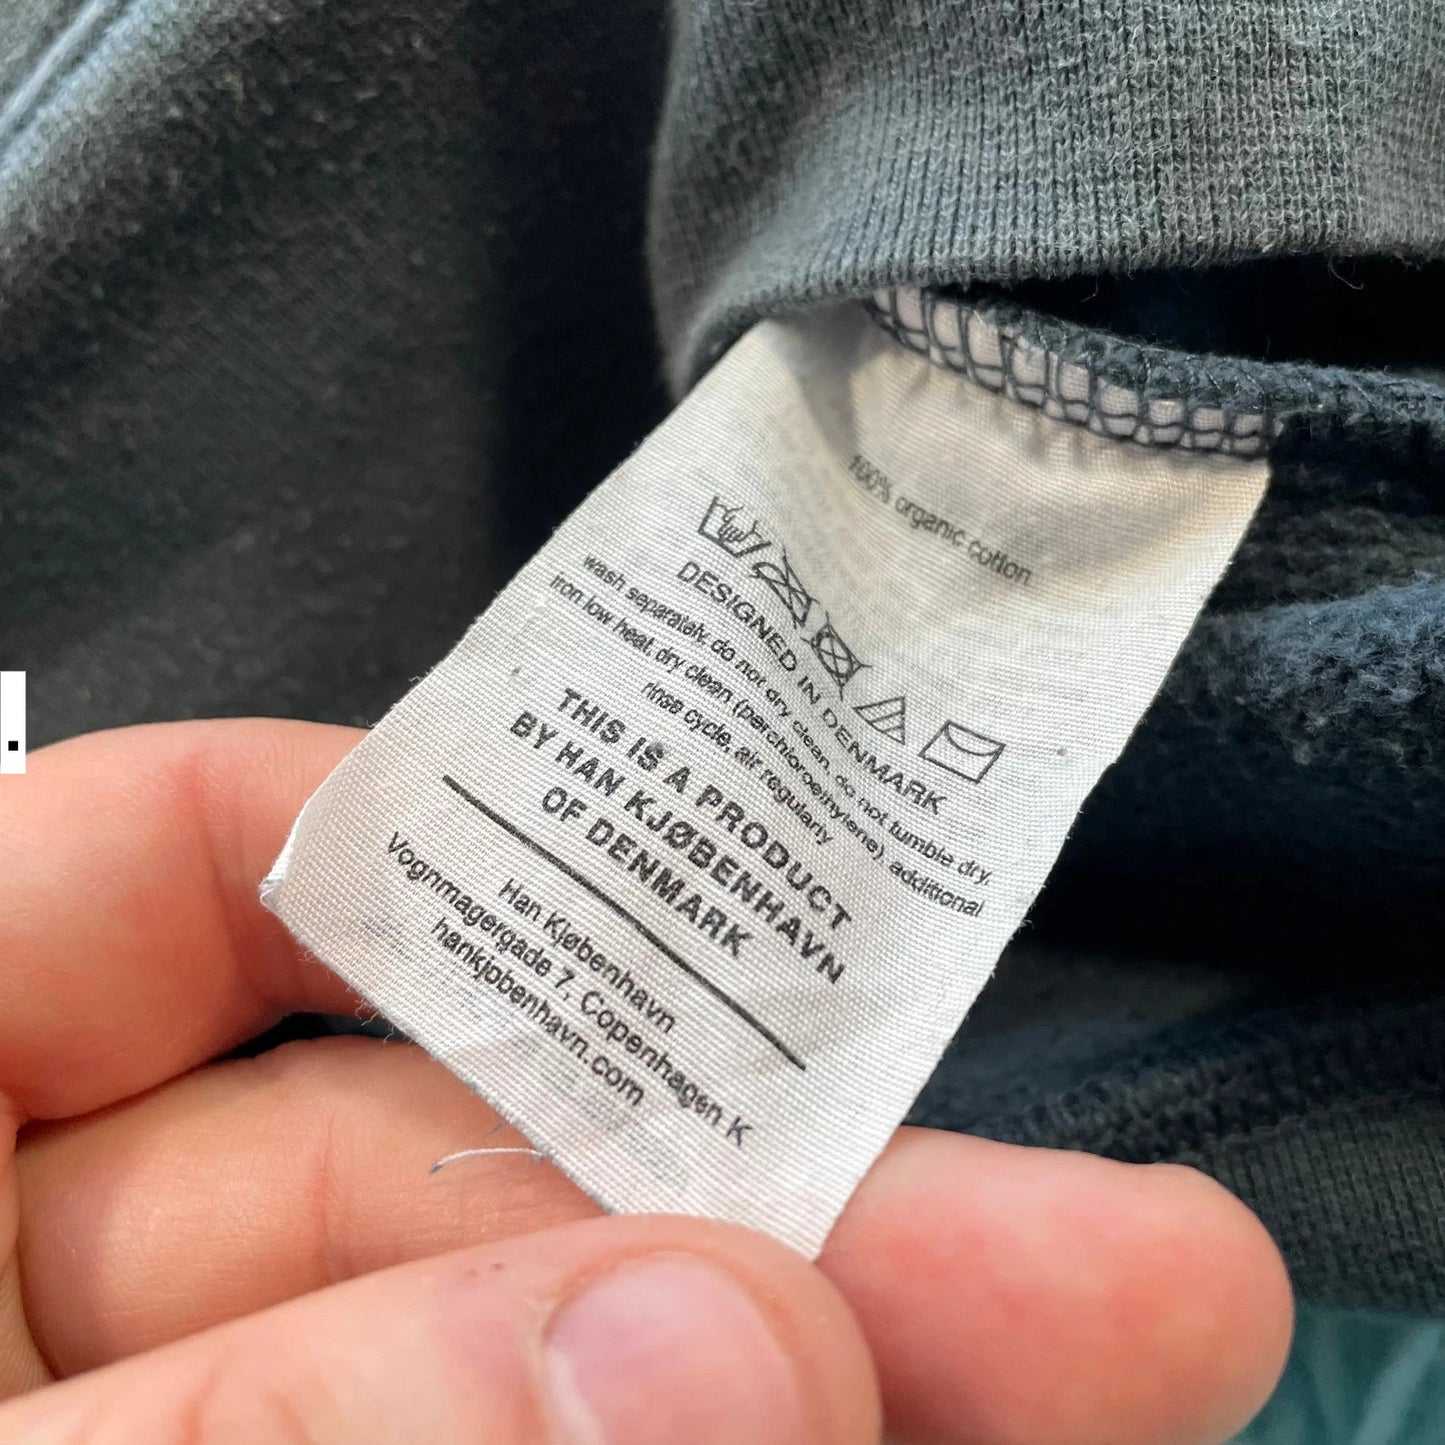 100% organic cotton
DESIGNED IN DENMARK
wash separately, do not dry clean, do not tumble dry,
iron low heat, dry clean (perchloroethylene) additional
rinse cycle, air regularly
THIS IS A PRODUCT
BY HAN KJØBENHAVN
OF DENMARK
Han Kjøbenhavn
Vognmagergade 7, Copenhagen K
hankjobenhavn.com